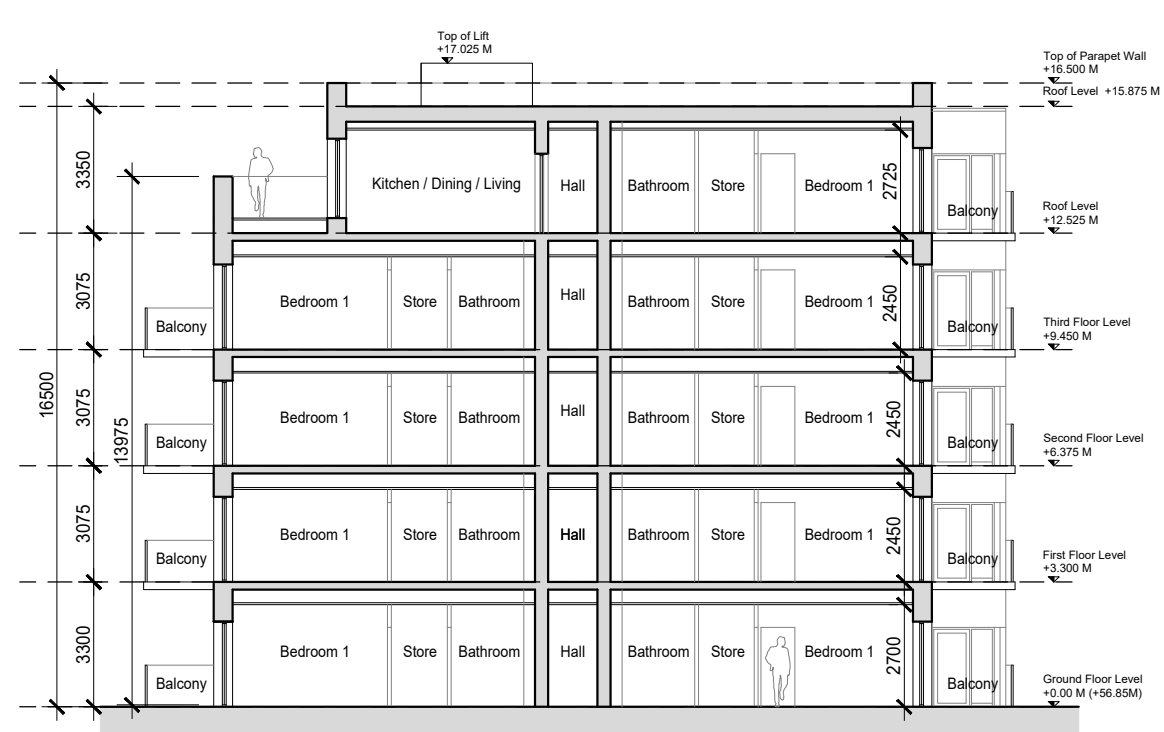 Top of Lift
+17.025 M
Top of Parapet Wall
+16.500 M
Roof Level +15.875 M
3350
Kitchen / Dining / Living
Hall
Bathroom
Store
Bedroom 1
2725
Balcony
Roof Level
+12.525 M
3075
Balcony
Bedroom 1
Store
Bathroom
Hall
Bathroom
Store
Bedroom 1
2450
Balcony
Third Floor Level
+9.450 M
16500
3075
13975
Balcony
Bedroom 1
Store
Bathroom
Hall
Bathroom
Store
Bedroom 1
2450
Balcony
Second Floor Level
+6.375 M
3075
Balcony
Bedroom 1
Store
Bathroom
Hall
Bathroom
Store
Bedroom 1
2450
Balcony
First Floor Level
+3.300 M
3300
Balcony
Bedroom 1
Store
Bathroom
Hall
Bathroom
Store
Bedroom 1
2700
Balcony
Ground Floor Level
+0.00 M (+56.85M)